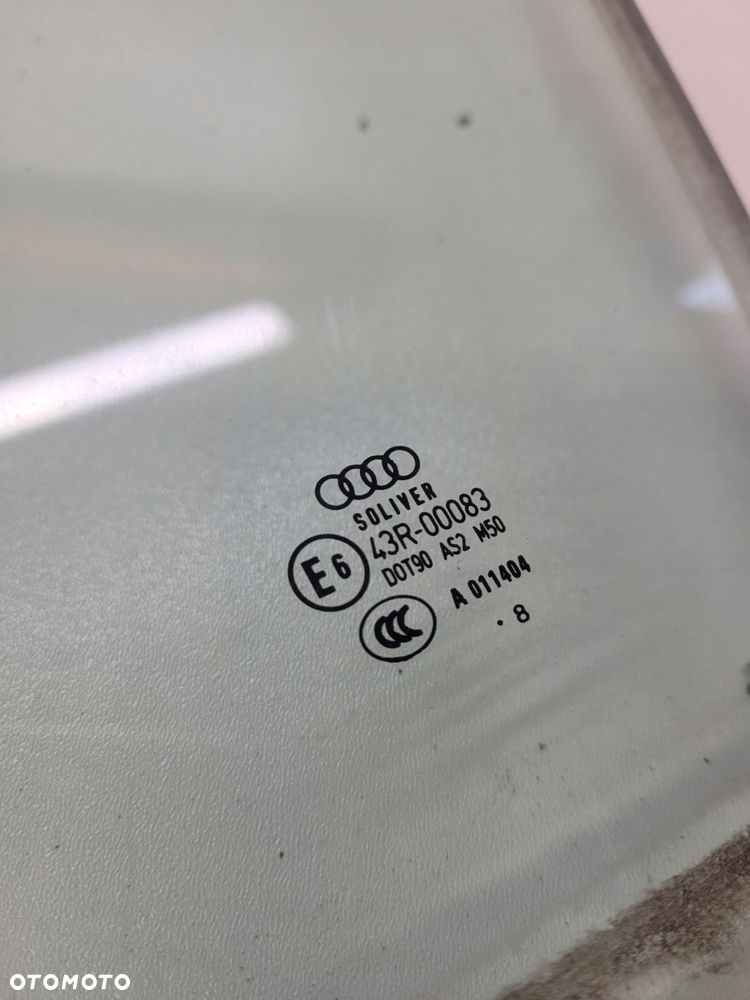 SOLIVER
43R-00083
E6
DOT90 AS2 M50
CCC
A 011404
. 8
OTOMOTO